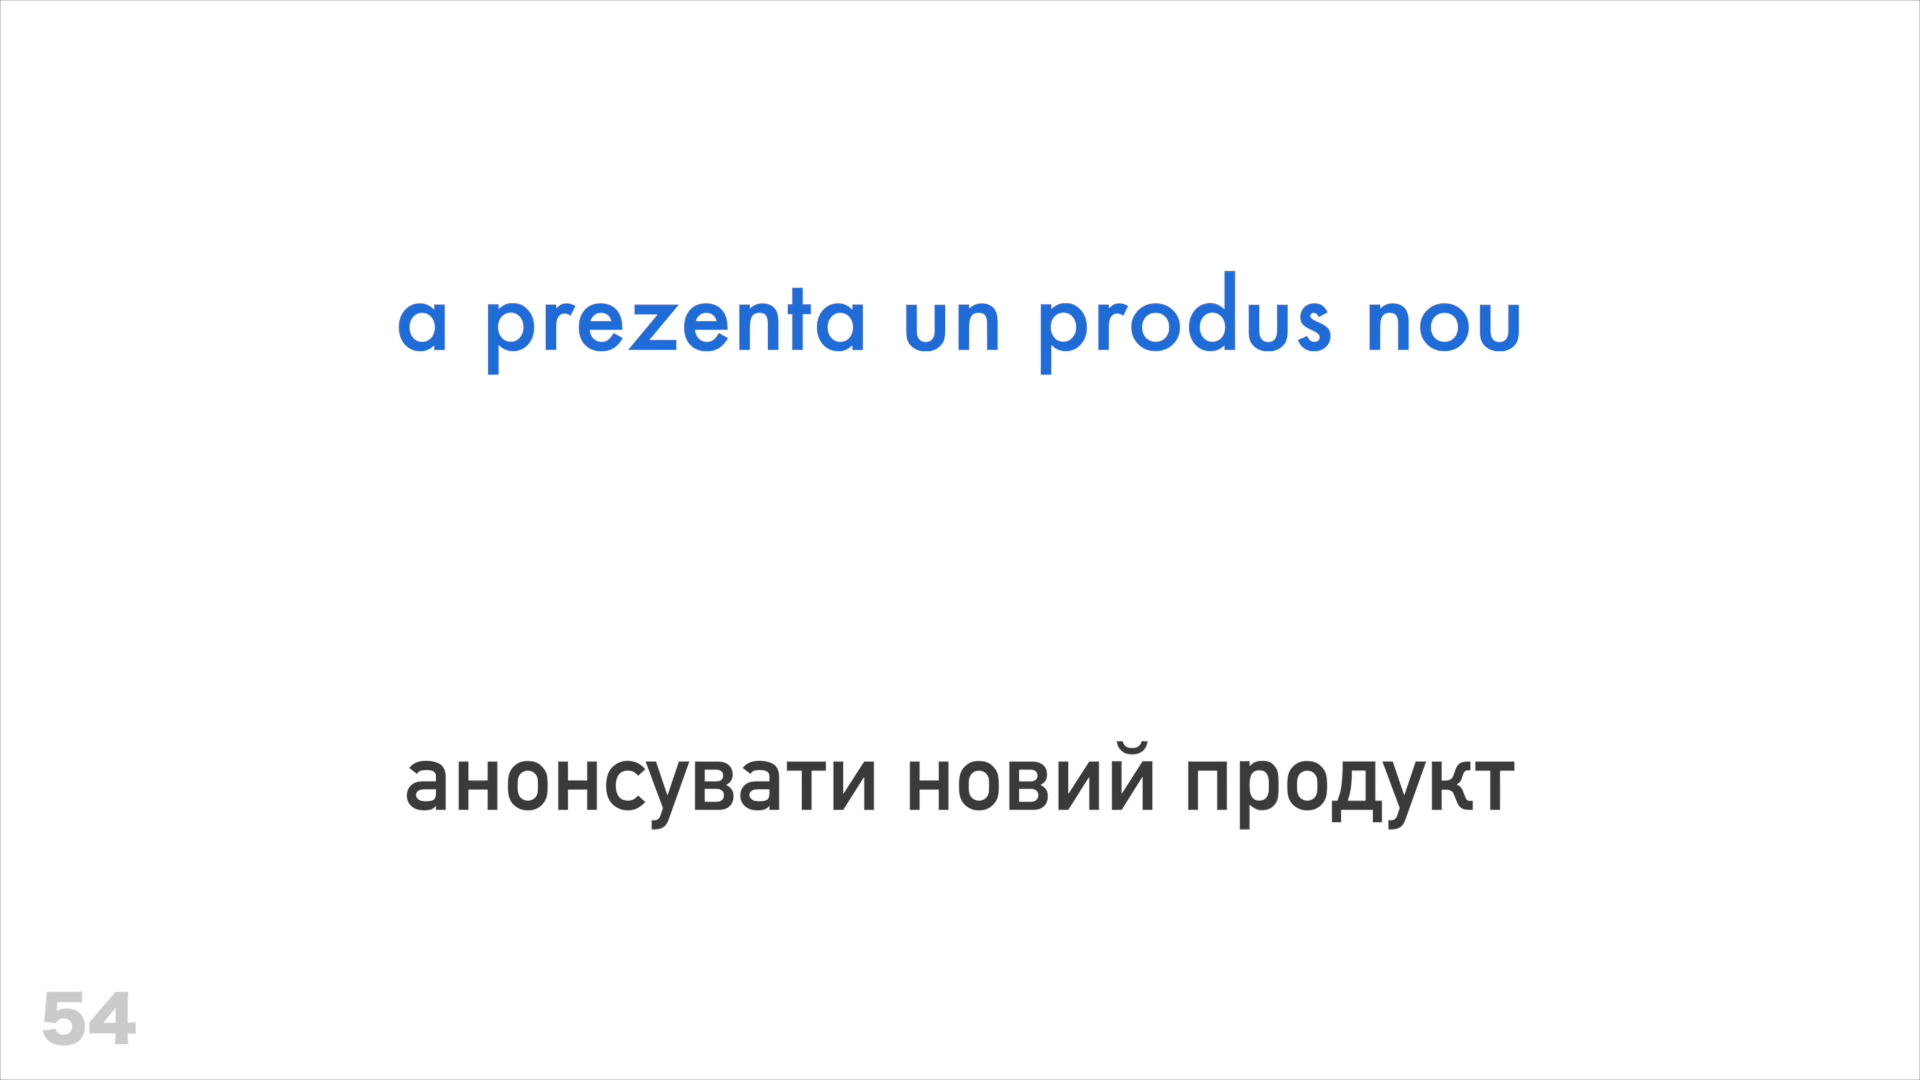 a prezenta un produs nou
анонсувати новий продукт
54